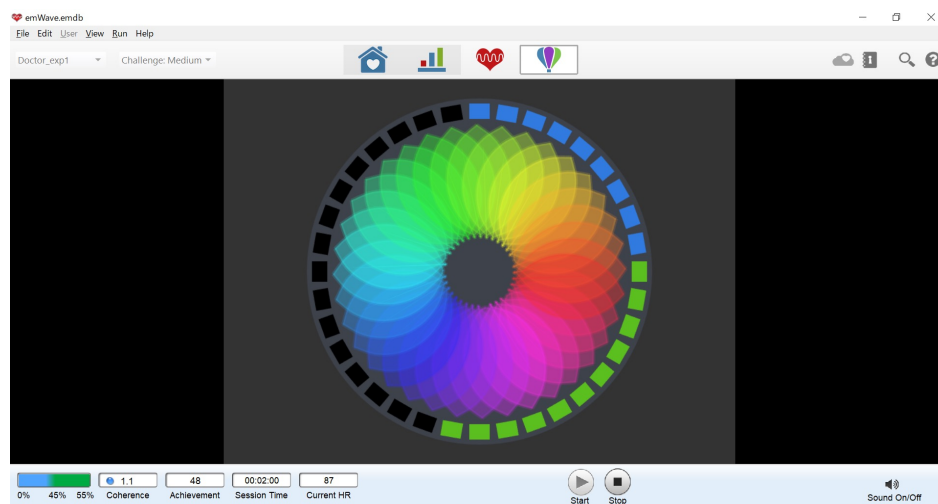 emWave.emdb
File Edit User View Run Help
Doctor_exp1 Challenge: Medium
0% 45% 55%
1.1
Coherence
48
Achievement
00:02:00
Session Time
87
Current HR
Start
Stop
Sound On/Off